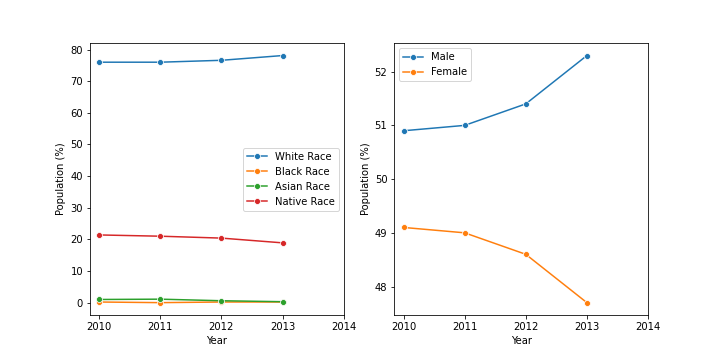 80
70
60
50
40
30
20
10
0
Population (%)
White Race
Black Race
Asian Race
Native Race
2010 2011 2012 2013 2014
Year
Male
Female
52
51
50
49
48
Population (%)
2010 2011 2012 2013 2014
Year